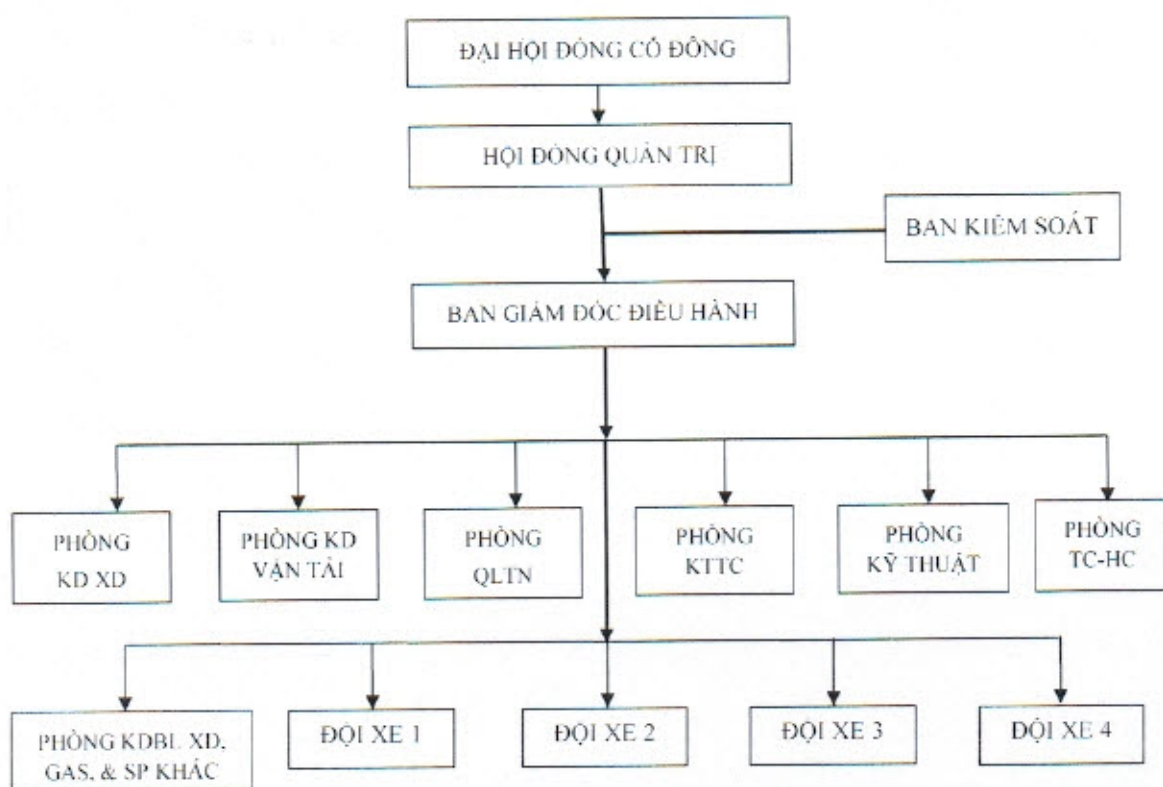 ĐẠI HỘI ĐỒNG CỔ ĐÔNG
HỘI ĐỒNG QUẢN TRỊ
BAN KIỂM SOÁT
BAN GIÁM ĐỐC ĐIỀU HÀNH
PHÒNG
KD XD
PHÒNG KD
VẬN TẢI
PHÒNG
QLTN
PHÒNG
KTTC
PHÒNG
KỸ THUẬT
PHÒNG
TC-HC
PHÒNG KDBL XD,
GAS, & SP KHÁC
ĐỘI XE 1
ĐỘI XE 2
ĐỘI XE 3
ĐỘI XE 4